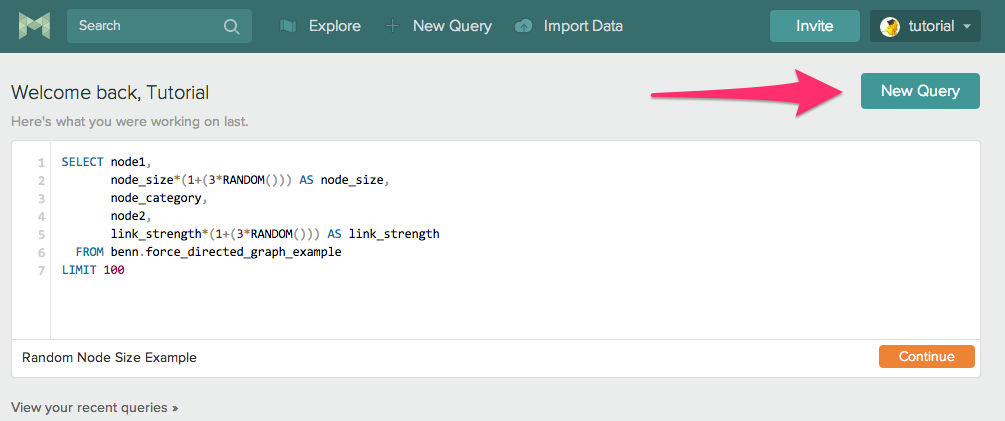 Search Explore New Query Import Data Invite tutorial
Welcome back, Tutorial
New Query
Here's what you were working on last.
1 SELECT node1,
2 node_size*(1+(3*RANDOM())) AS node_size,
3 node_category,
4 node2,
5 link_strength*(1+(3*RANDOM())) AS link_strength
6 FROM benn.force_directed_graph_example
7 LIMIT 100
Random Node Size Example
Continue
View your recent queries »